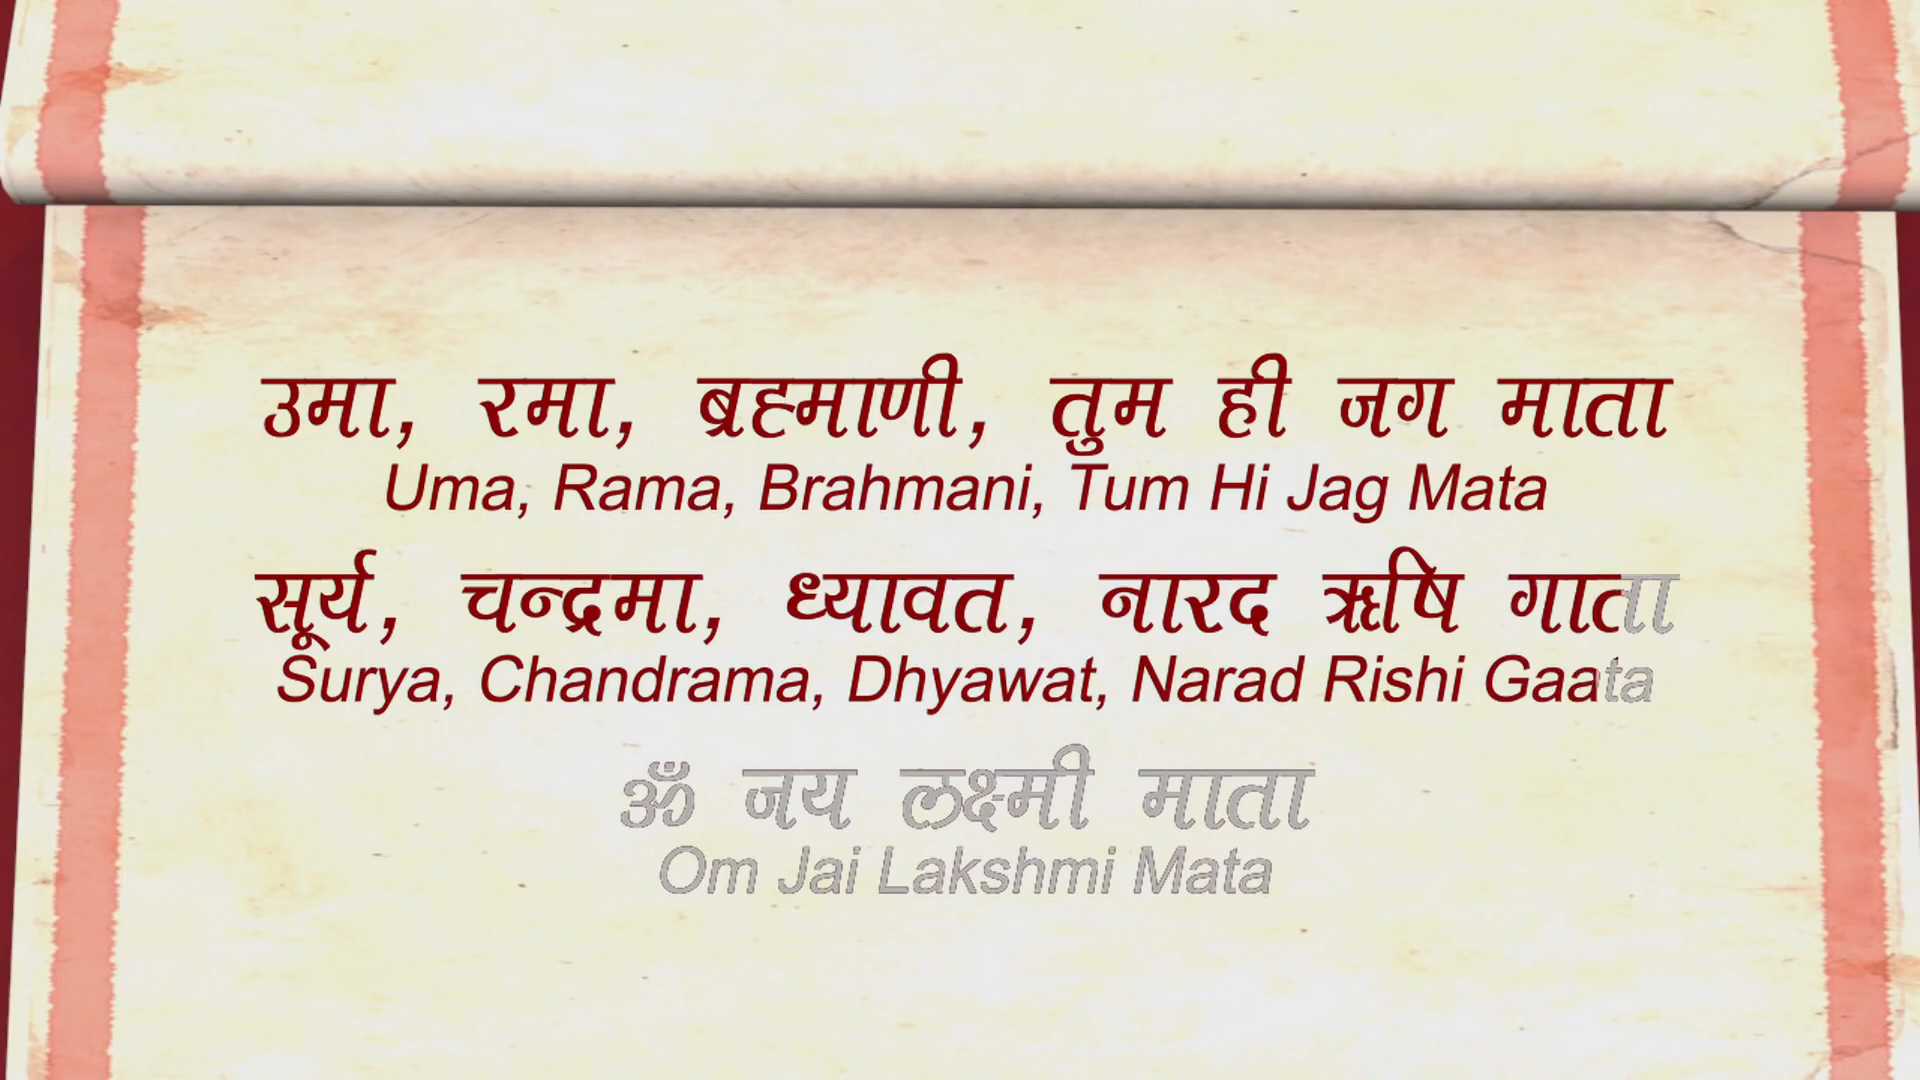 उमा, रमा, ब्रह्माणी, तुम ही जग माता
Uma, Rama, Brahmani, Tum Hi Jag Mata
सूर्य, चन्द्रमा, ध्यावत, नारद ऋषि गाता
Surya, Chandrama, Dhyawat, Narad Rishi Gaata
ॐ जय लक्ष्मी माता
Om Jai Lakshmi Mata